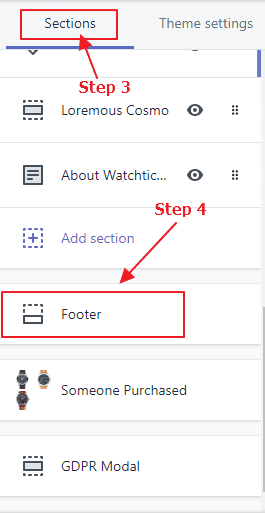 Sections
Theme settings
Step 3
Loremous Cosmo
About Watchtic...
Step 4
Add section
Footer
Someone Purchased
GDPR Modal